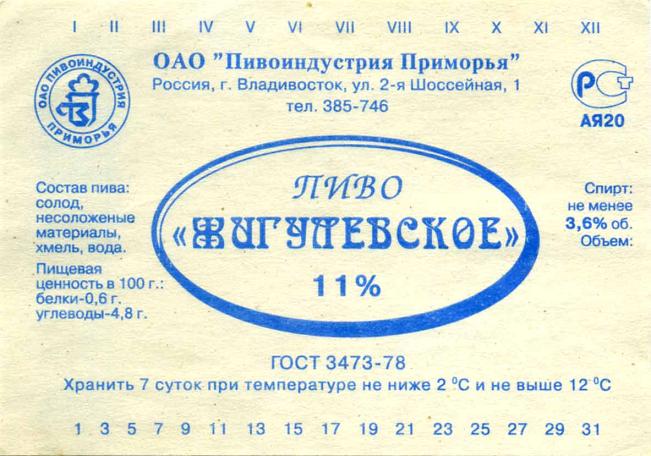 I II III IV V VI VII VIII IX X XI XII
ОАО "Пивоиндустрия Приморья"
Россия, г. Владивосток, ул. 2-я Шоссейная, 1
тел. 385-746
ОАО ПИВОИНДУСТРИЯ
ПРИМОРЬЯ
РСТ
АЯ20
Состав пива:
солод,
несоложеные
материалы,
хмель, вода.
Пищевая
ценность в 100 г.:
белки-0,6 г.
углеводы-4,8 г.
ПИВО
«ЖИГУЛЕВСКОЕ»
11%
Спирт:
не менее
3,6% об.
Объем:
ГОСТ 3473-78
Хранить 7 суток при температуре не ниже 2 ⁰С и не выше 12 ⁰С
1 3 5 7 9 11 13 15 17 19 21 23 25 27 29 31